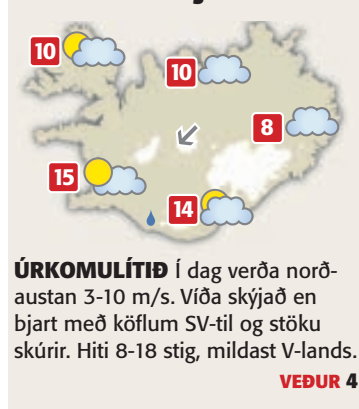 10
10
8
15
14
ÚRKOMULÍTIÐ Í dag verða norð-
austan 3-10 m/s. Víða skýjað en
bjart með köflum SV-til og stöku
skúrir. Hiti 8-18 stig, mildast V-lands.
VEÐUR 4